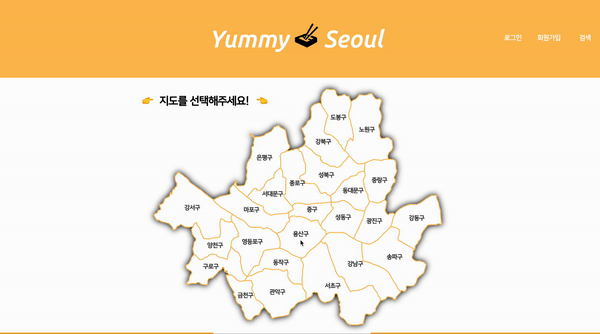 Yummy Seoul
로그인 회원가입 검색
지도를 선택해주세요!
도봉구
노원구
강북구
은평구
성북구
종로구
중랑구
서대문구
동대문구
강서구
마포구
중구
성동구
광진구
강동구
용산구
양천구
영등포구
송파구
동작구
강남구
구로구
서초구
관악구
금천구